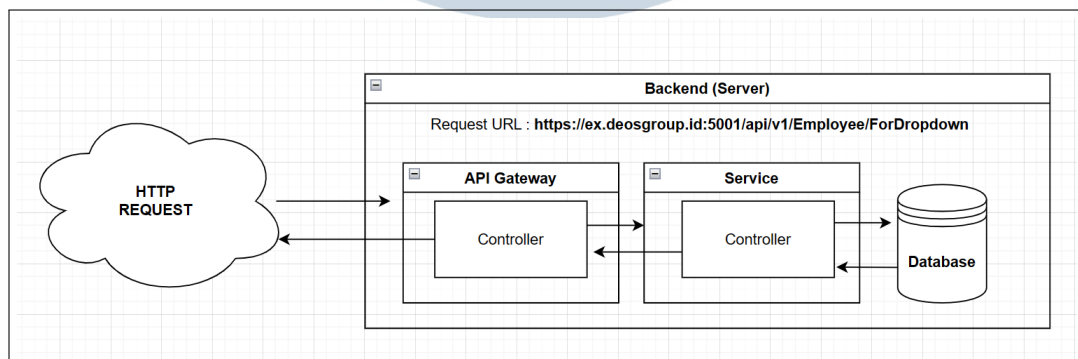 Backend (Server)
Request URL : https://ex.deosgroup.id:5001/api/v1/Employee/ForDropdown
HTTP
REQUEST
API Gateway
Service
Controller
Controller
Database